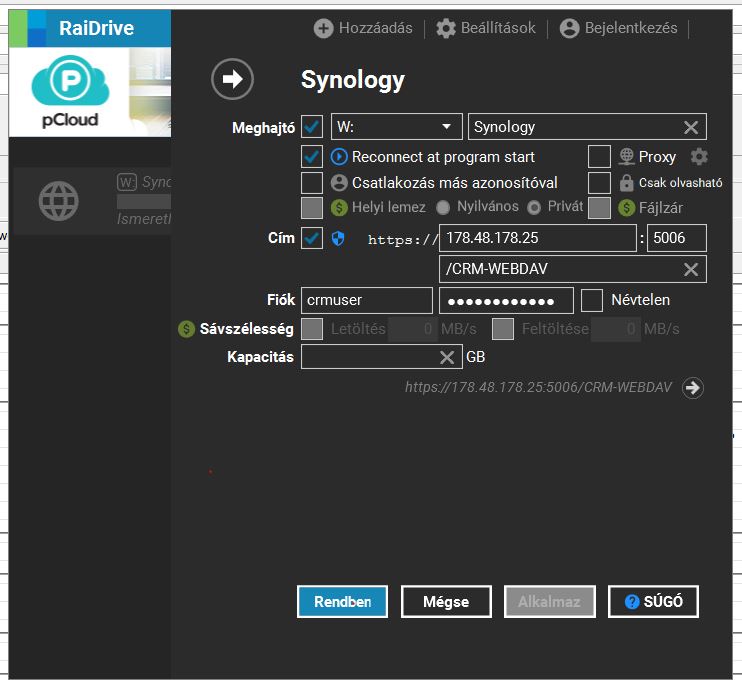 RaiDrive
Hozzáadás
Beállítások
Bejelentkezés
pCloud
Synology
Meghajtó W: Synology
Reconnect at program start Proxy
Csatlakozás más azonosítóval Csak olvasható
W: Sync
Helyi lemez Nyilvános Privát Fájlzár
Cím https:// 178.48.178.25 : 5006
/CRM-WEBDAV
Fiók crmuser ●●●●●●●●●●●● Névtelen
Sávszélesség Letöltés 0 MB/s Feltöltése 0 MB/s
Kapacitás GB
https://178.48.178.25:5006/CRM-WEBDAV
Rendben Mégse Alkalmaz SÚGÓ